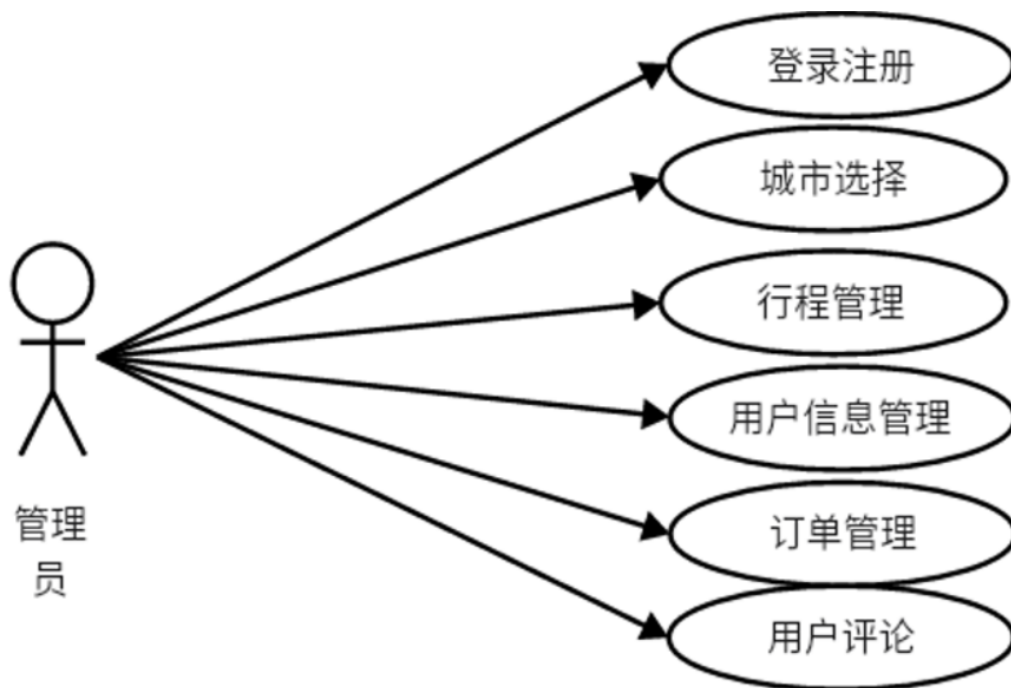 登录注册
城市选择
行程管理
用户信息管理
订单管理
用户评论
管理
员